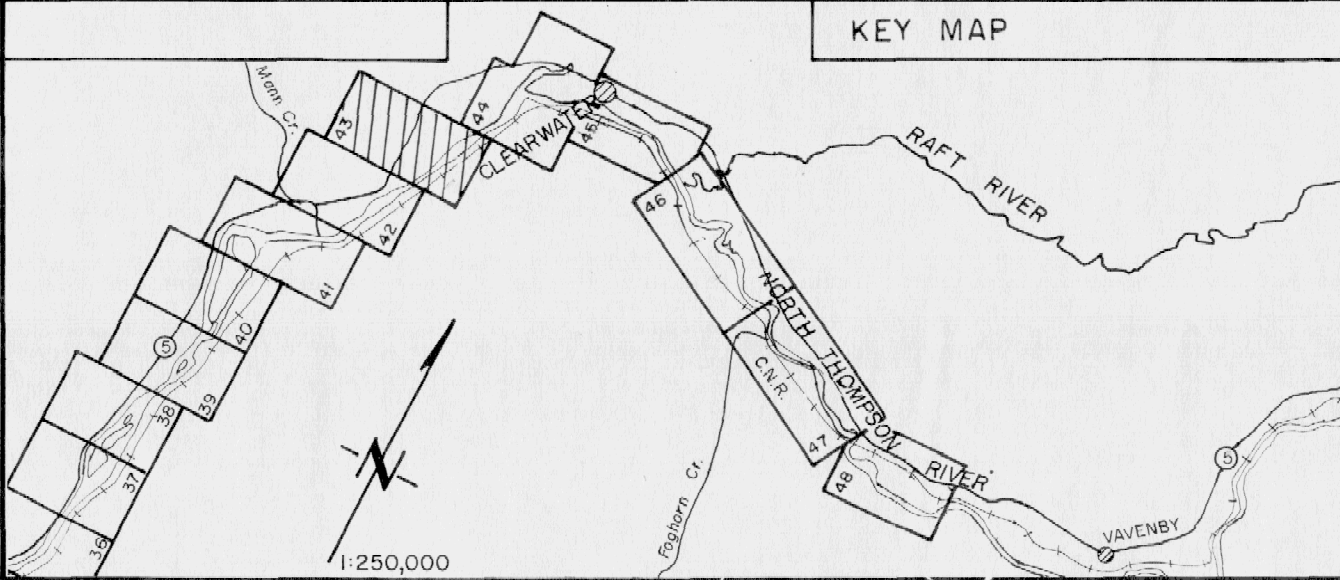 KEY MAP
Mann Cr.
43
44
CLEARWATER
45
RAFT RIVER
46
42
41
NORTH THOMPSON RIVER
40
5
C.N.R.
39
38
47
37
48
5
36
N
Foghorn Cr.
VAVENBY
1:250,000